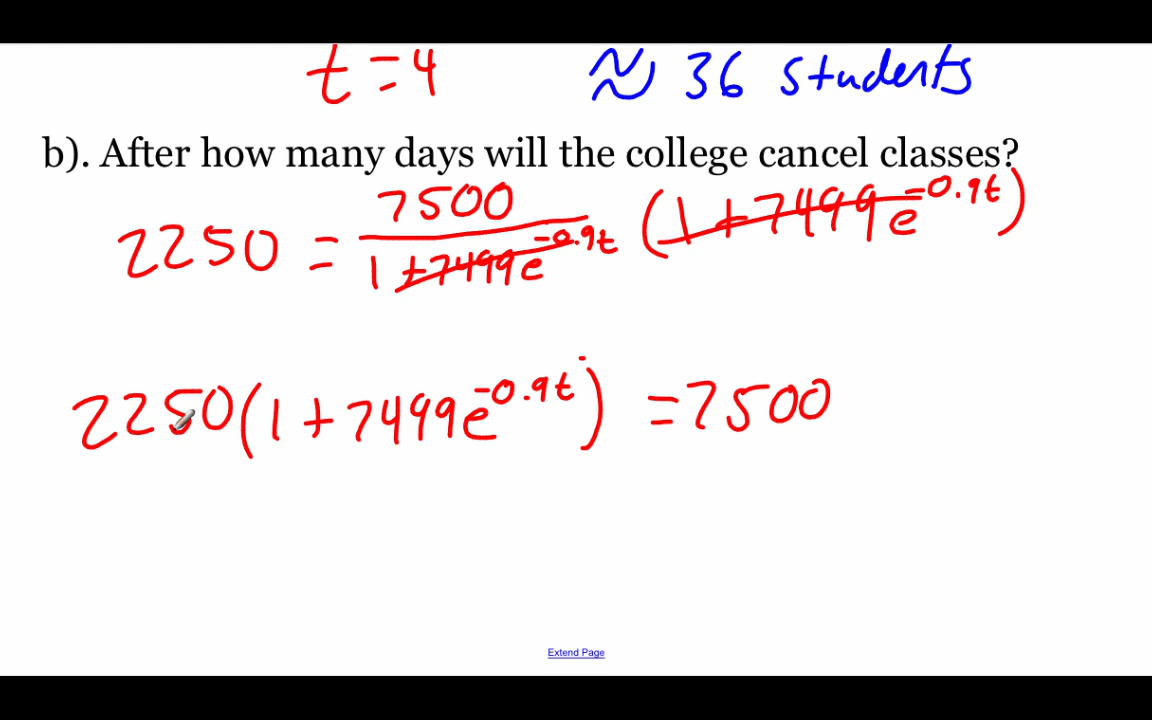 t = 4 ≈ 36 students
b). After how many days will the college cancel classes?
2250 = 7500 / 1 + 7499e^-0.9t (1 + 7499e^-0.9t)
2250(1 + 7499e^-0.9t) = 7500
Extend Page